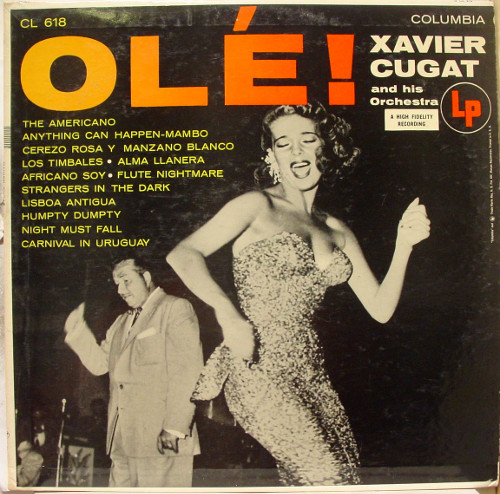 CL 618
COLUMBIA
OLÉ!
XAVIER
CUGAT
and his
Orchestra
A HIGH FIDELITY
RECORDING
Lp
THE AMERICANO
ANYTHING CAN HAPPEN-MAMBO
CEREZO ROSA Y MANZANO BLANCO
LOS TIMBALES • ALMA LLANERA
AFRICANO SOY • FLUTE NIGHTMARE
STRANGERS IN THE DARK
LISBOA ANTIGUA
HUMPTY DUMPTY
NIGHT MUST FALL
CARNIVAL IN URUGUAY